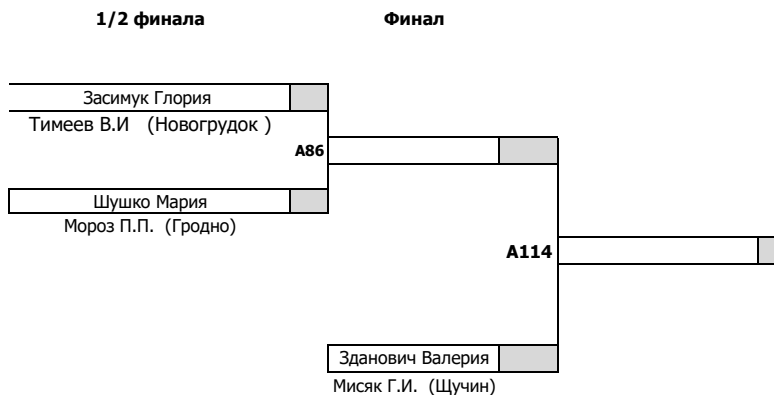 1/2 финала Финал
Засимук Глория
Тимеев В.И (Новогрудок )
А86
Шушко Мария
Мороз П.П. (Гродно)
А114
Зданович Валерия
Мисяк Г.И. (Щучин)